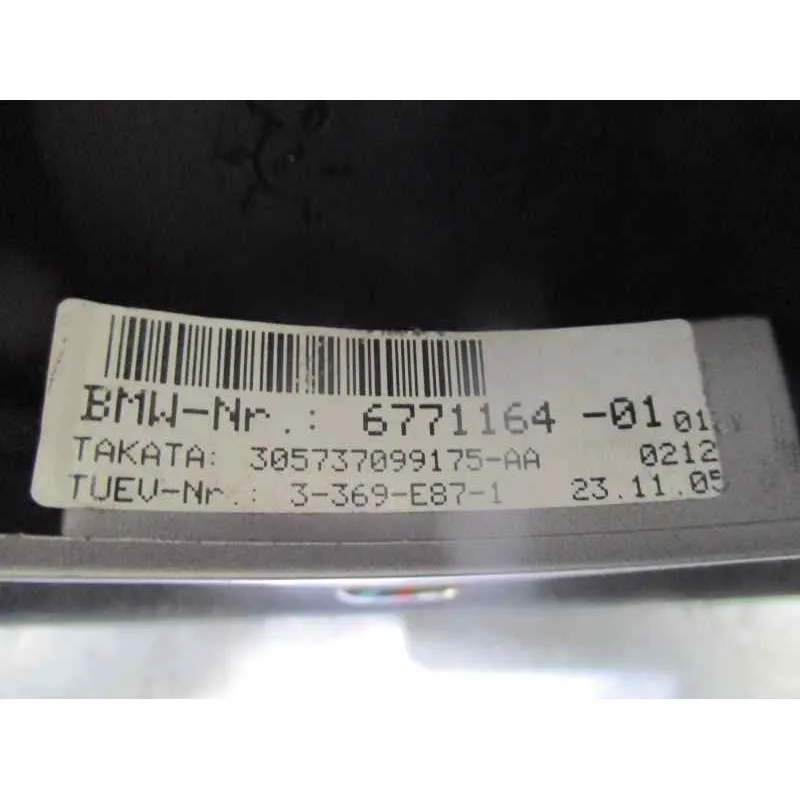 BMW-Nr.: 6771164-01
TAKATA: 305737099175-AA 0212
TUEV-Nr.: 3-369-E87-1 23.11.05